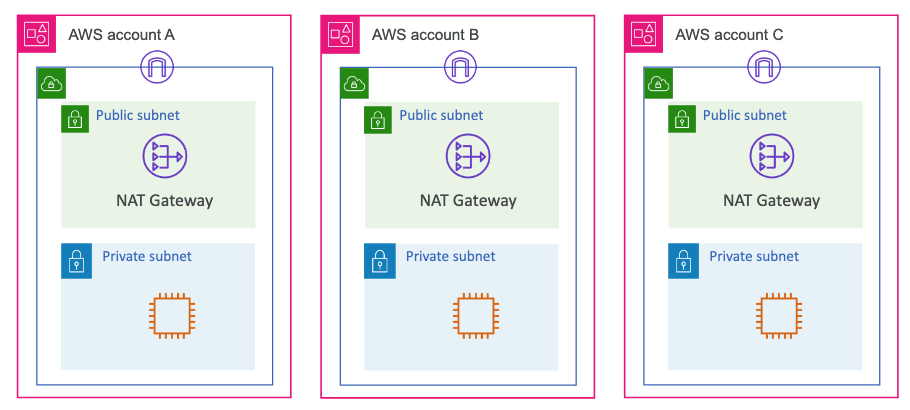 AWS account A
Public subnet
NAT Gateway
Private subnet
AWS account B
Public subnet
NAT Gateway
Private subnet
AWS account C
Public subnet
NAT Gateway
Private subnet